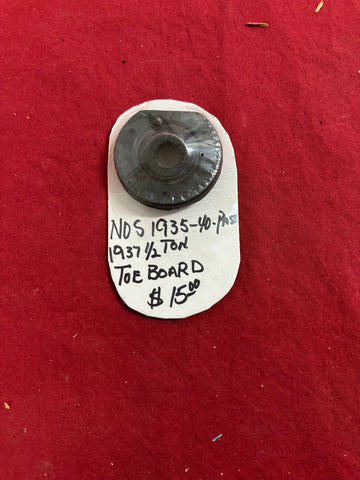 NOS 1935-40-PASS
1937 1/2 TON
TOE BOARD
$ 15.00